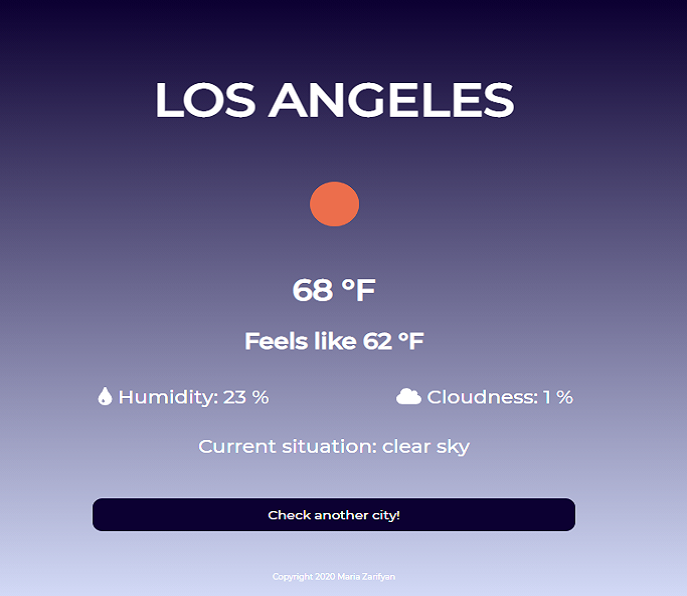 LOS ANGELES
68 °F
Feels like 62 °F
Humidity: 23 %
Cloudness: 1 %
Current situation: clear sky
Check another city!
Copyright 2020 Maria Zarifyan